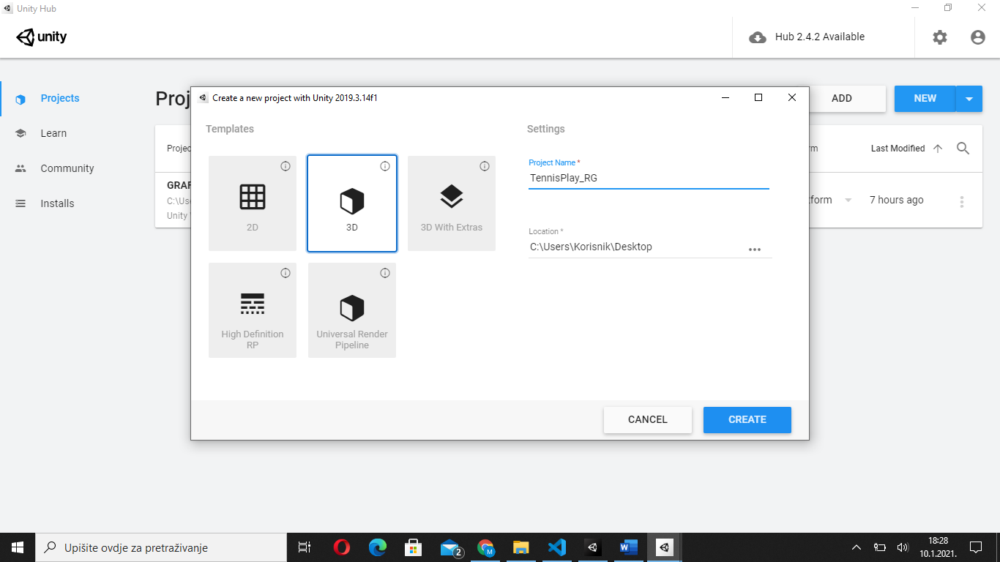 Unity Hub
unity
Hub 2.4.2 Available
Projects
Learn
Community
Installs
Proj
ADD
NEW
Projec
rm
Last Modified
GRAF
C:\Use
Unity
form
7 hours ago
Create a new project with Unity 2019.3.14f1
Templates
2D
3D
3D With Extras
High Definition
RP
Universal Render
Pipeline
Settings
Project Name *
TennisPlay_RG
Location *
C:\Users\Korisnik\Desktop
CANCEL
CREATE
Upišite ovdje za pretraživanje
2
M
18:28
10.1.2021.